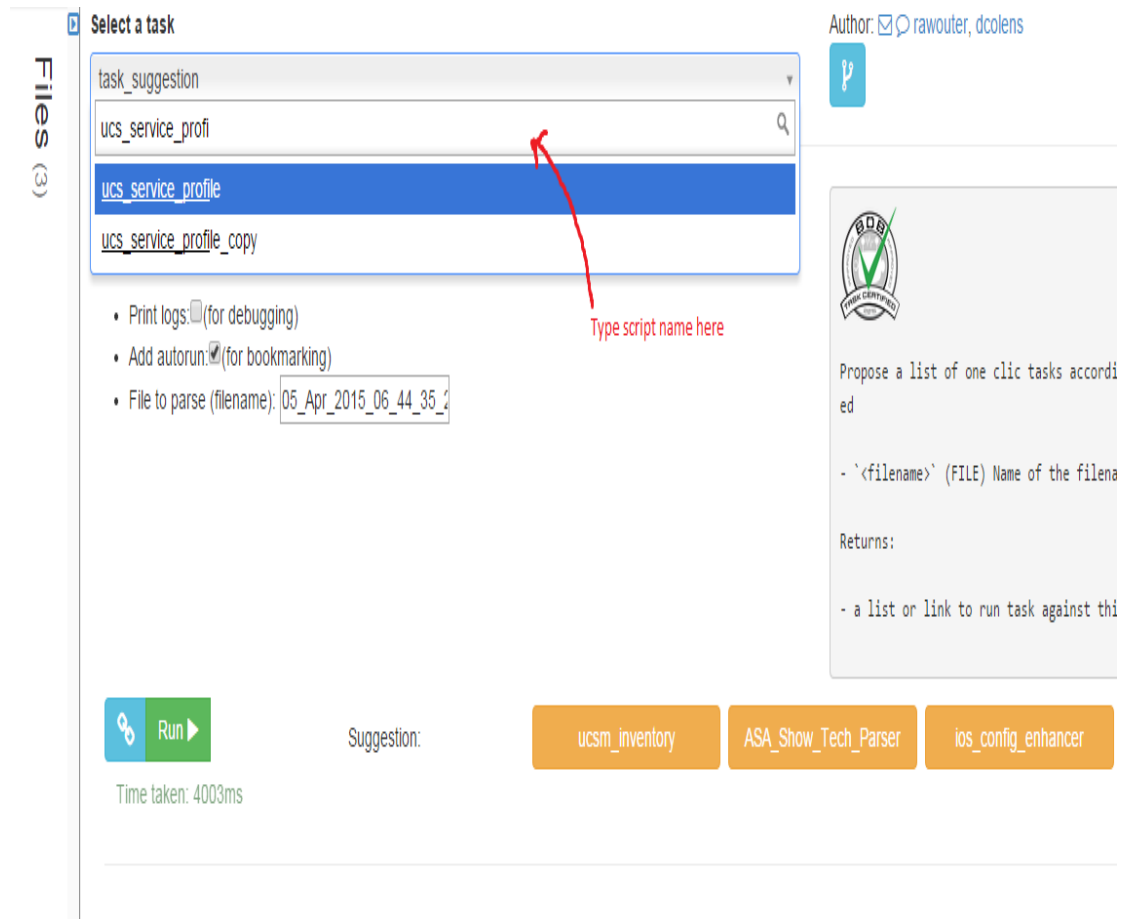 Select a task
Author: rawouter, dcolens
Files (3)
task_suggestion
ucs_service_profi
ucs_service_profile
ucs_service_profile_copy
Print logs: (for debugging)
Add autorun: (for bookmarking)
File to parse (filename): 05_Apr_2015_06_44_35_2
Type script name here
BDB
TASK CERTIFIED
Propose a list of one clic tasks accordi
ed
- `<filename>` (FILE) Name of the filena
Returns:
- a list or link to run task against thi
Run
Suggestion:
ucsm_inventory
ASA_Show_Tech_Parser
ios_config_enhancer
Time taken: 4003ms